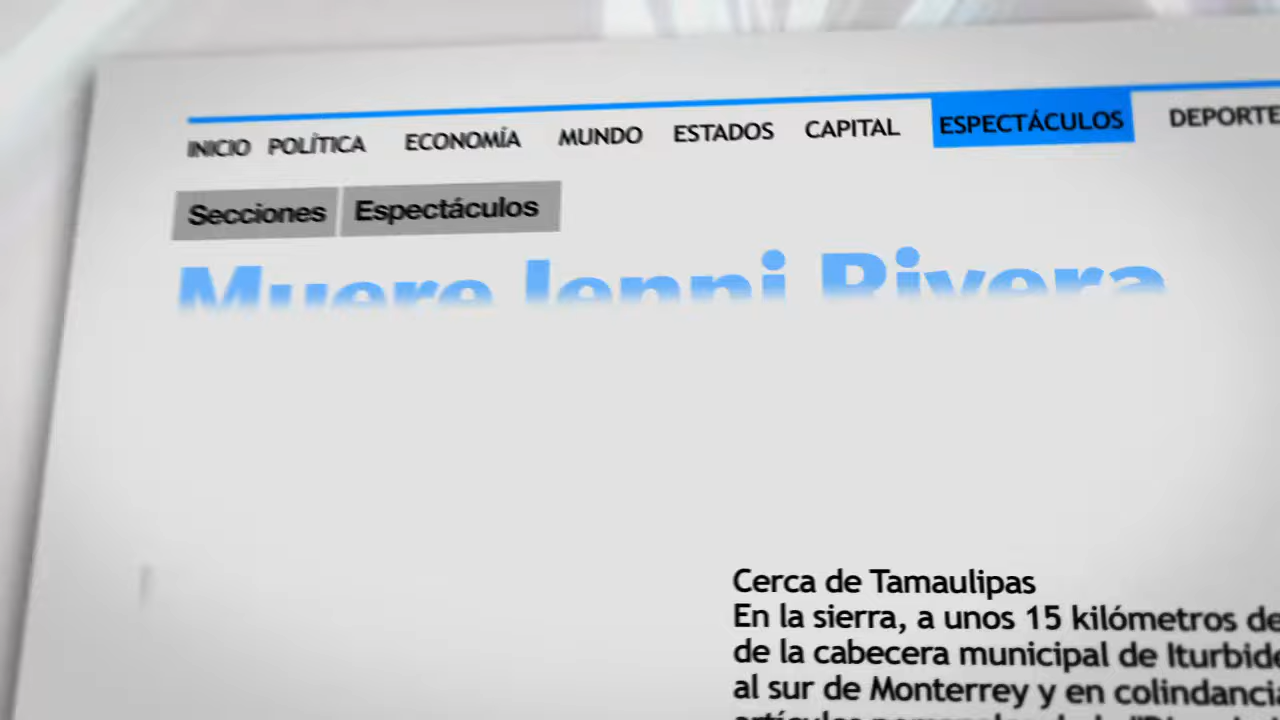 INICIO POLÍTICA ECONOMÍA MUNDO ESTADOS CAPITAL ESPECTÁCULOS DEPORTE
Secciones Espectáculos
Muere Jenni Rivera
Cerca de Tamaulipas
En la sierra, a unos 15 kilómetros de
de la cabecera municipal de Iturbide
al sur de Monterrey y en colindancia